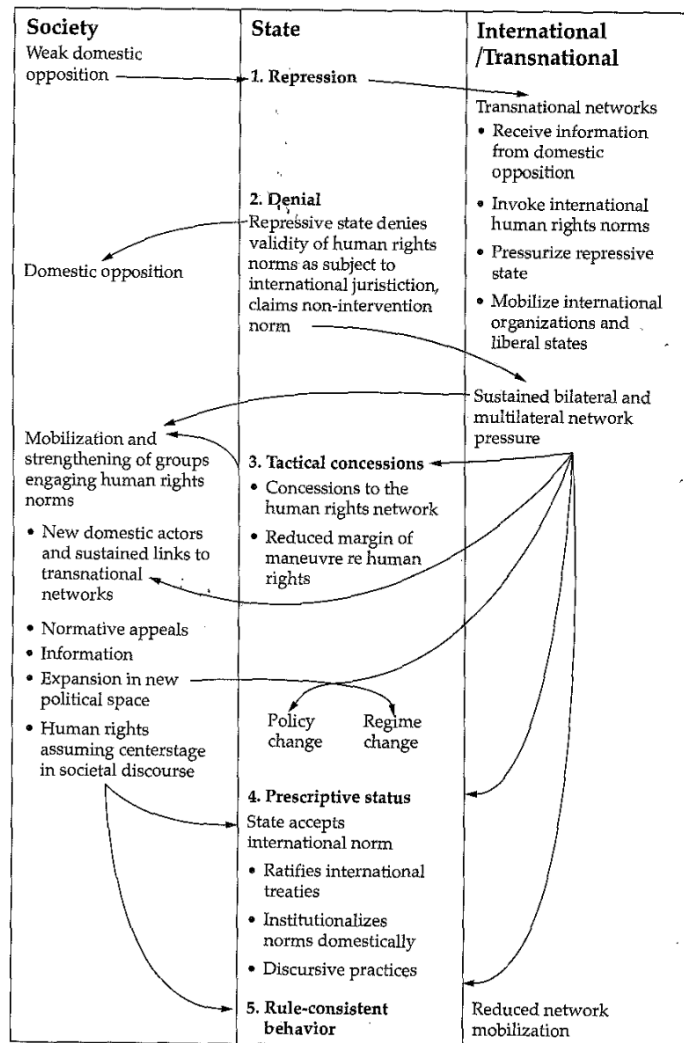 Society
Weak domestic
opposition
Domestic opposition
Mobilization and
strengthening of groups
engaging human rights
norms
• New domestic actors
and sustained links to
transnational
networks
• Normative appeals
• Information
• Expansion in new
political space
• Human rights
assuming centerstage
in societal discourse
State
1. Repression
2. Denial
Repressive state denies
validity of human rights
norms as subject to
international juristiction,
claims non-intervention
norm
3. Tactical concessions
• Concessions to the
human rights network
• Reduced margin of
maneuvre re human
rights
Policy
change
Regime
change
4. Prescriptive status
State accepts
international norm
• Ratifies international
treaties
• Institutionalizes
norms domestically
• Discursive practices
5. Rule-consistent
behavior
International
/Transnational
Transnational networks
• Receive information
from domestic
opposition
• Invoke international
human rights norms
• Pressurize repressive
state
• Mobilize international
organizations and
liberal states
Sustained bilateral and
multilateral network
pressure
Reduced network
mobilization